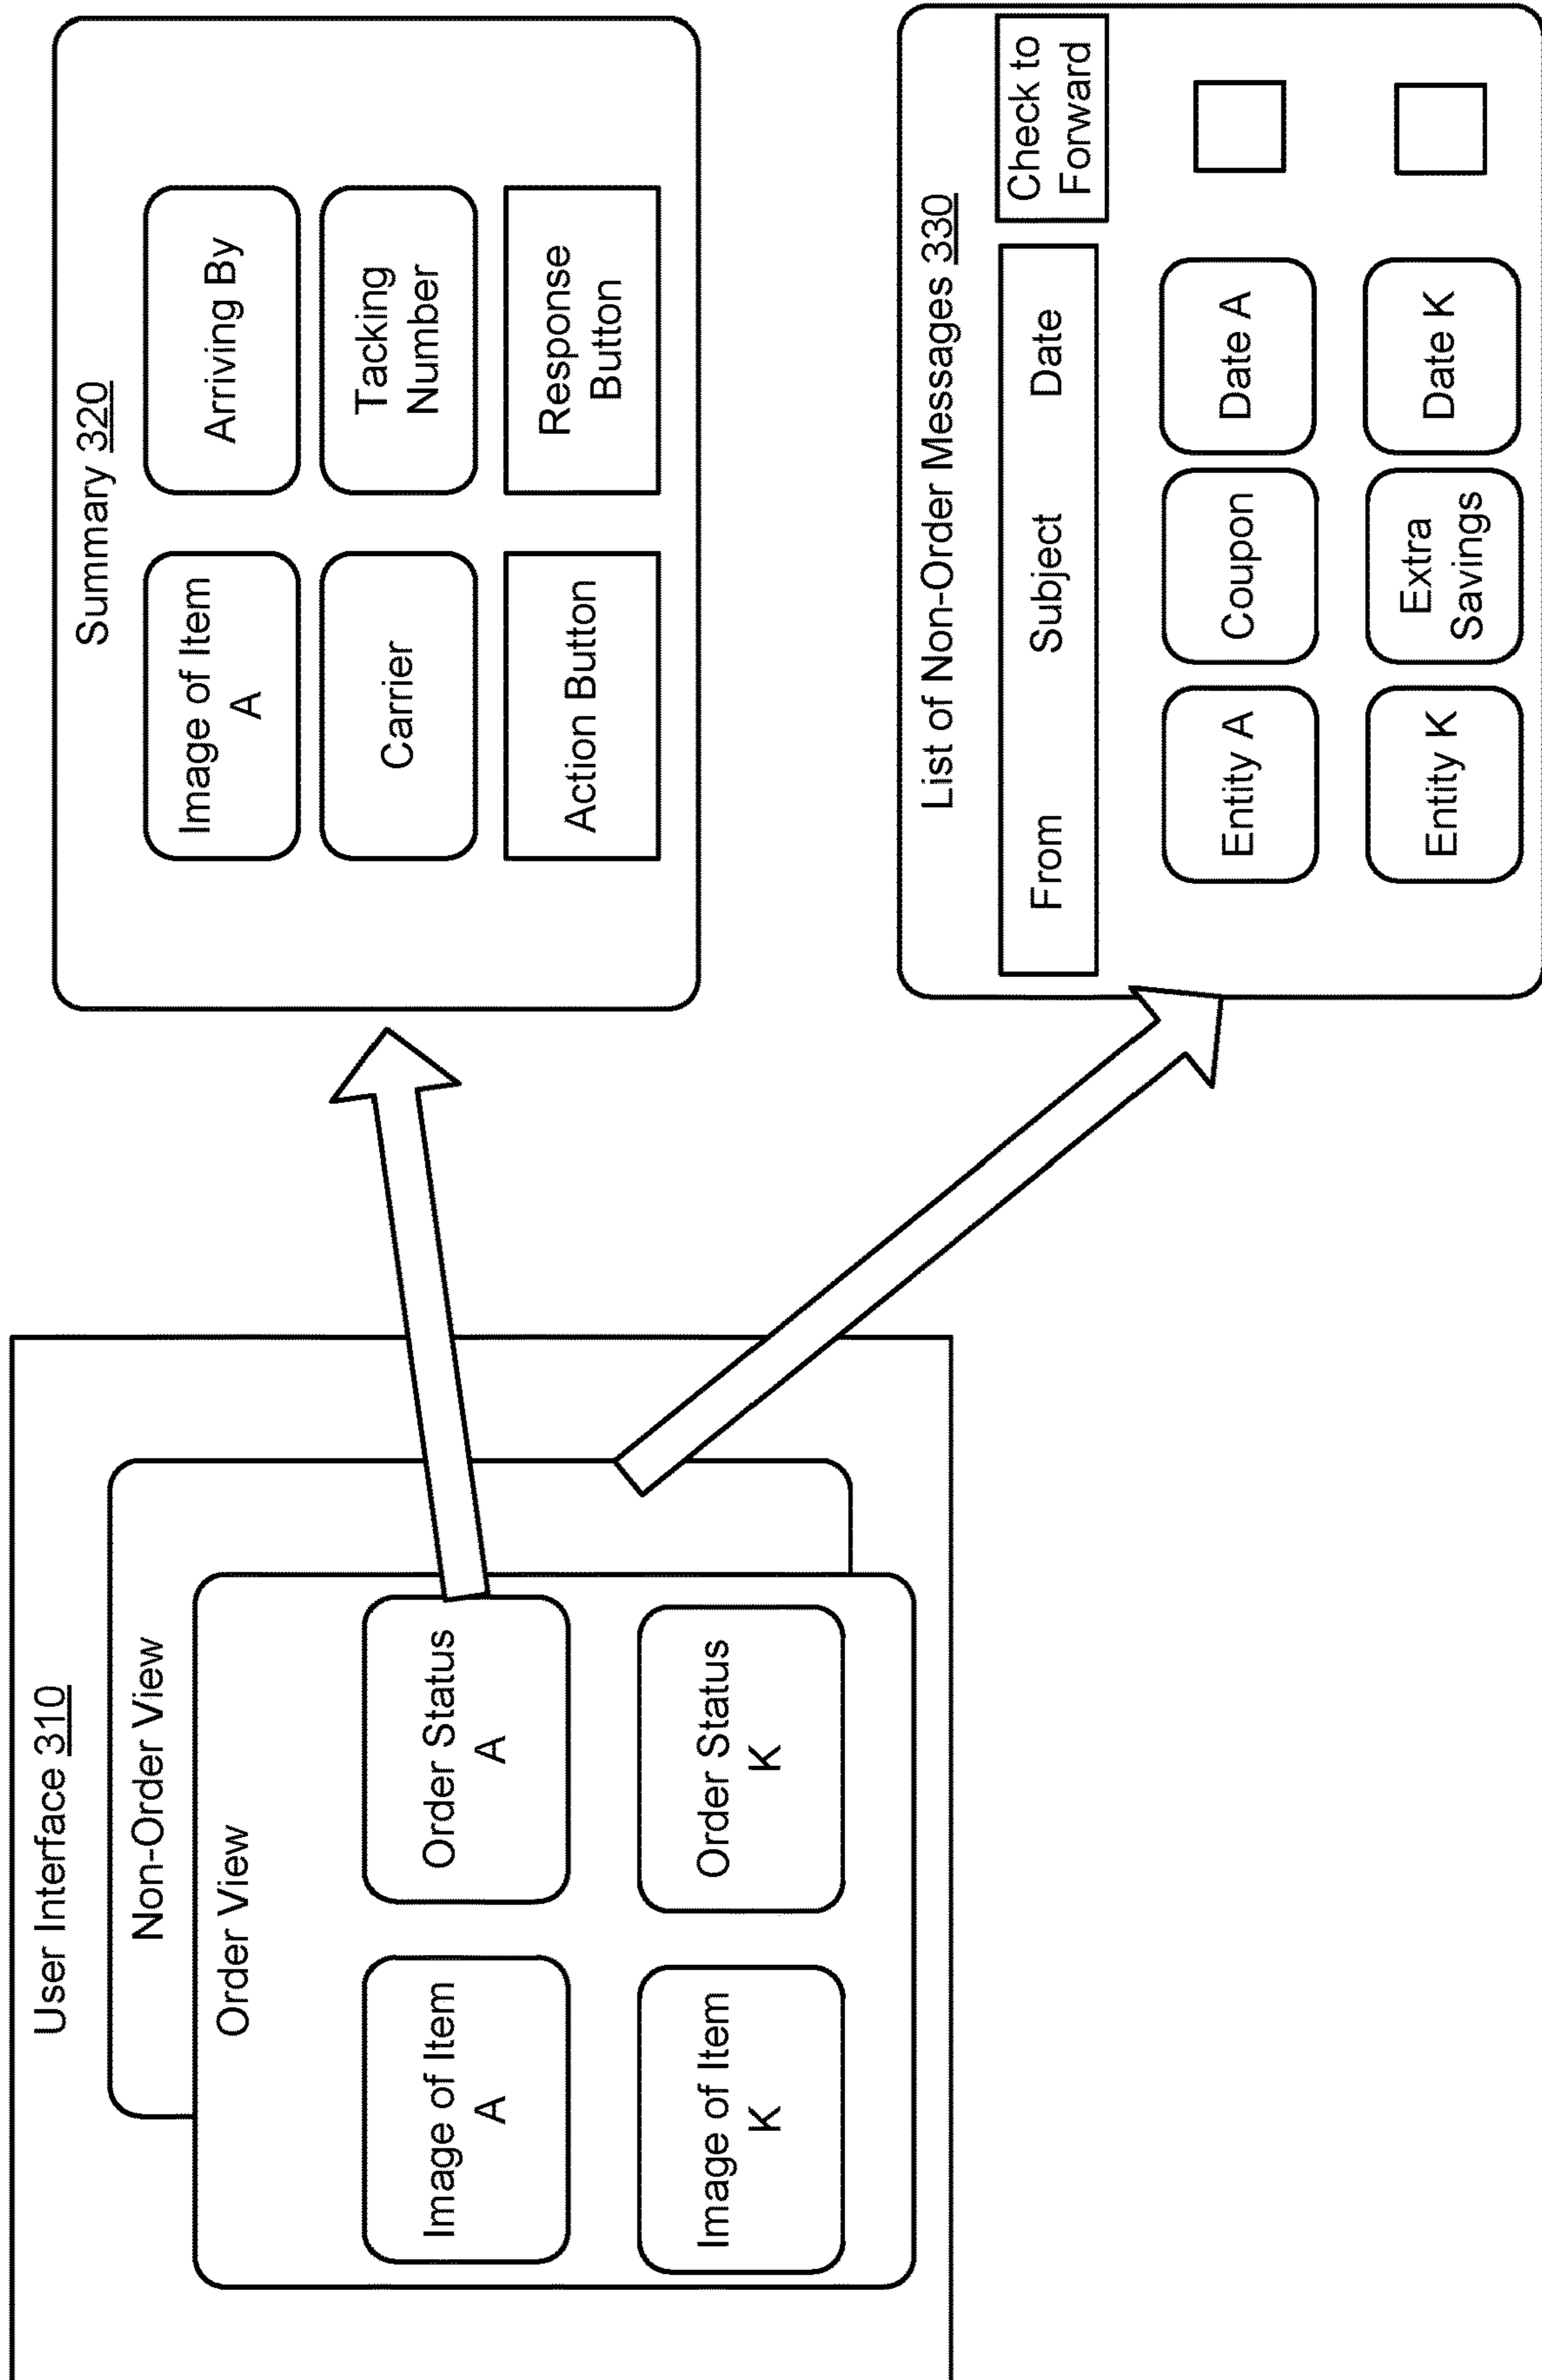 User Interface 310
Non-Order View
Order View
Image of Item
A
Order Status
A
Image of Item
K
Order Status
K
Summary 320
Image of Item
A
Arriving By
Carrier
Tacking
Number
Action Button
Response
Button
List of Non-Order Messages 330
From Subject Date
Check to
Forward
Entity A
Coupon
Date A
Entity K
Extra
Savings
Date K